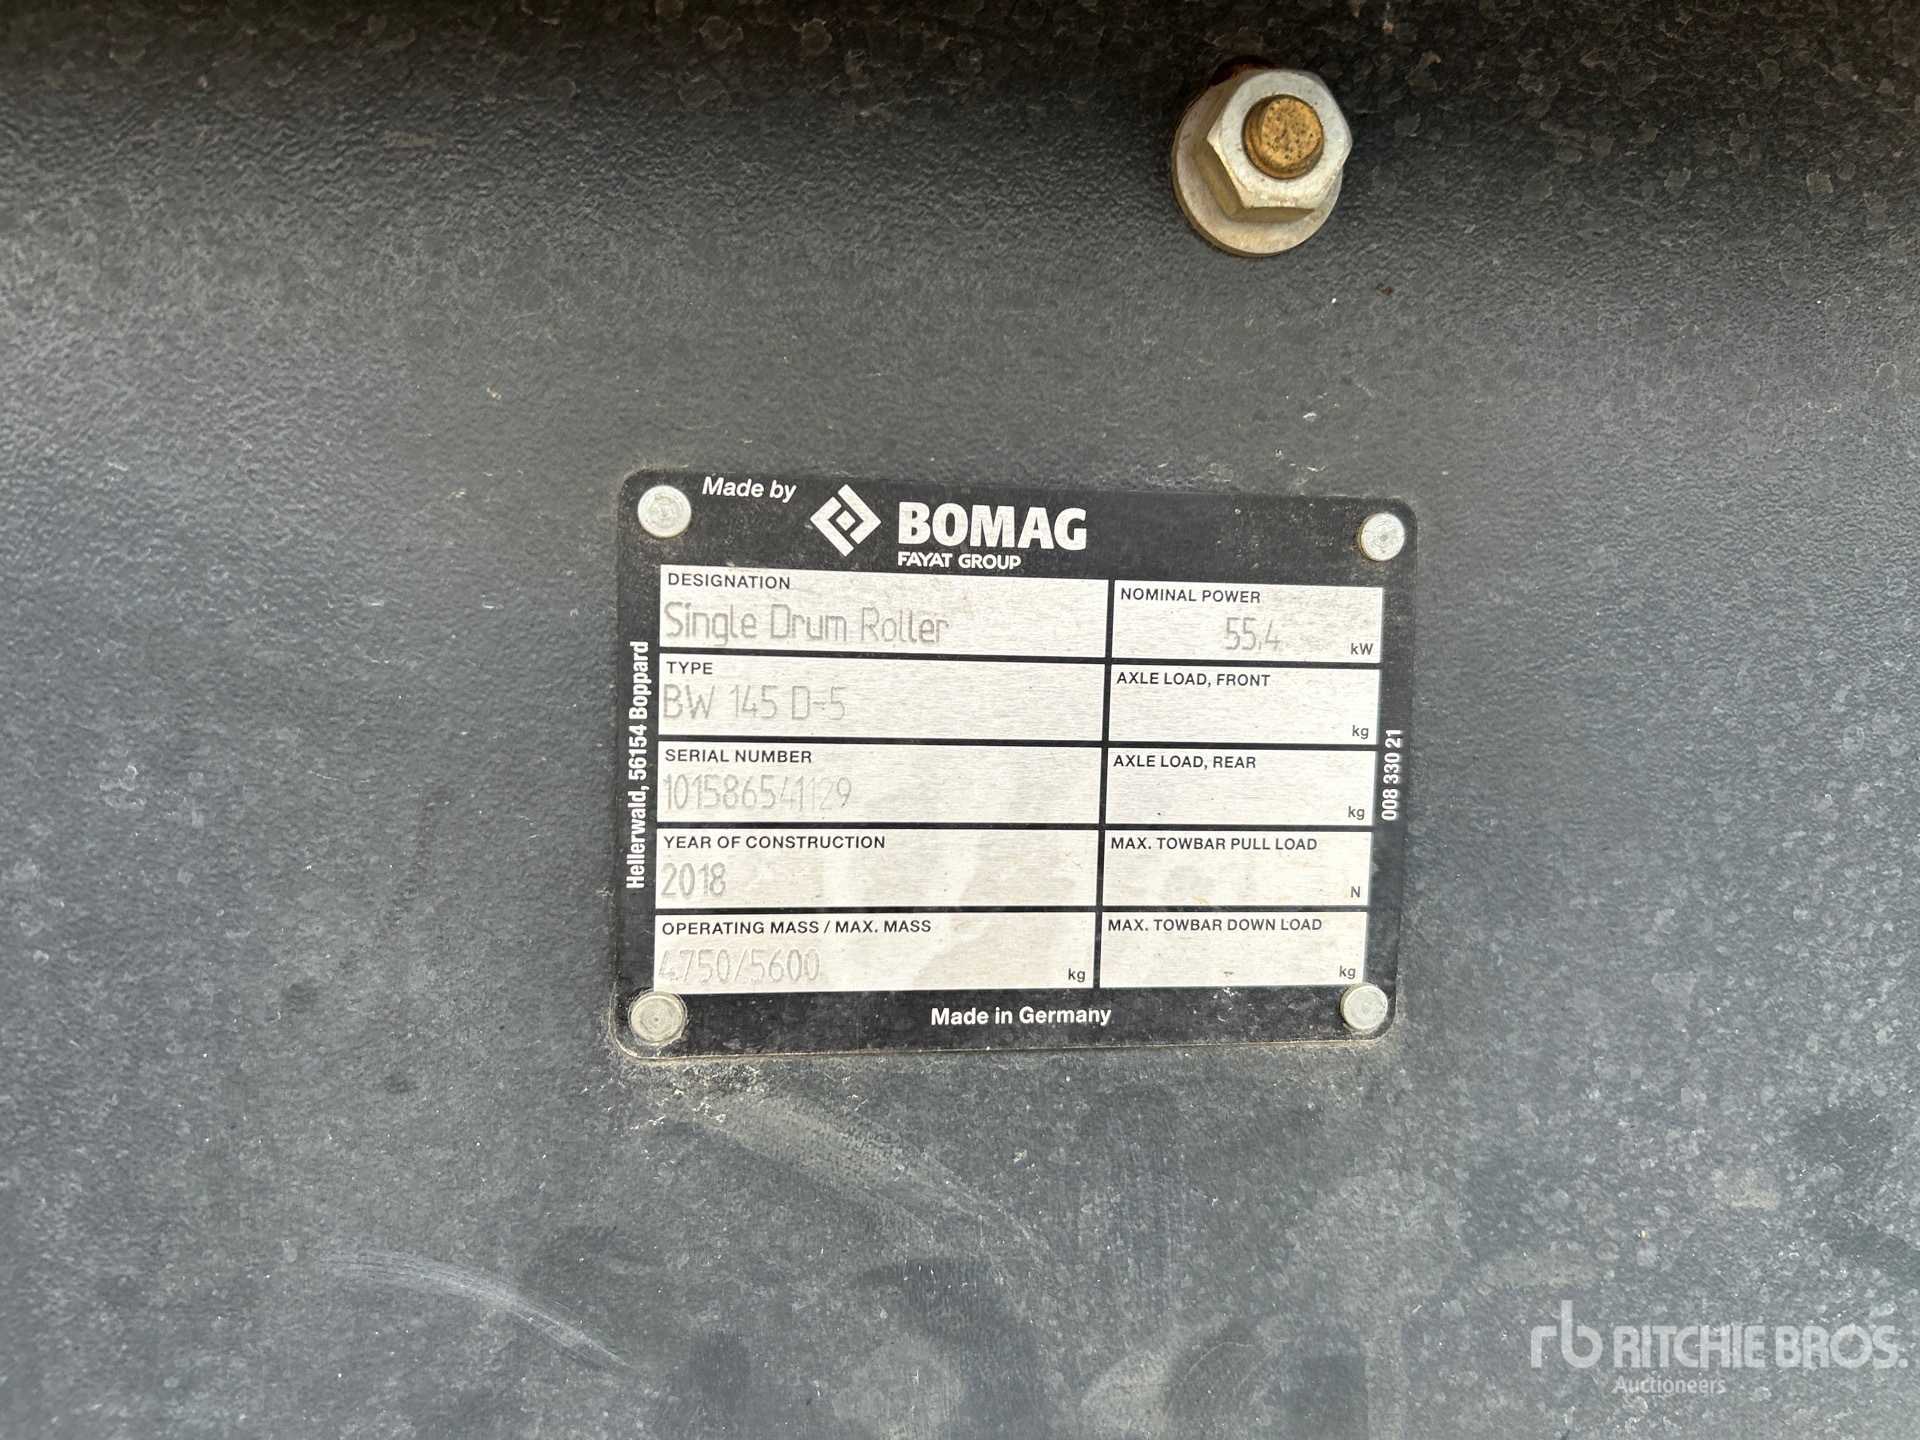 Made by
BOMAG
FAYAT GROUP
DESIGNATION
Single Drum Roller
NOMINAL POWER
55,4
kW
TYPE
BW 145 D-5
AXLE LOAD, FRONT
kg
SERIAL NUMBER
101586541129
AXLE LOAD, REAR
kg
YEAR OF CONSTRUCTION
2018
MAX. TOWBAR PULL LOAD
N
OPERATING MASS / MAX. MASS
4750/5600
kg
MAX. TOWBAR DOWN LOAD
-
kg
Made in Germany
Hellerwald, 56154 Boppard
008 330 21
rb RITCHIE BROS.
Auctioneers